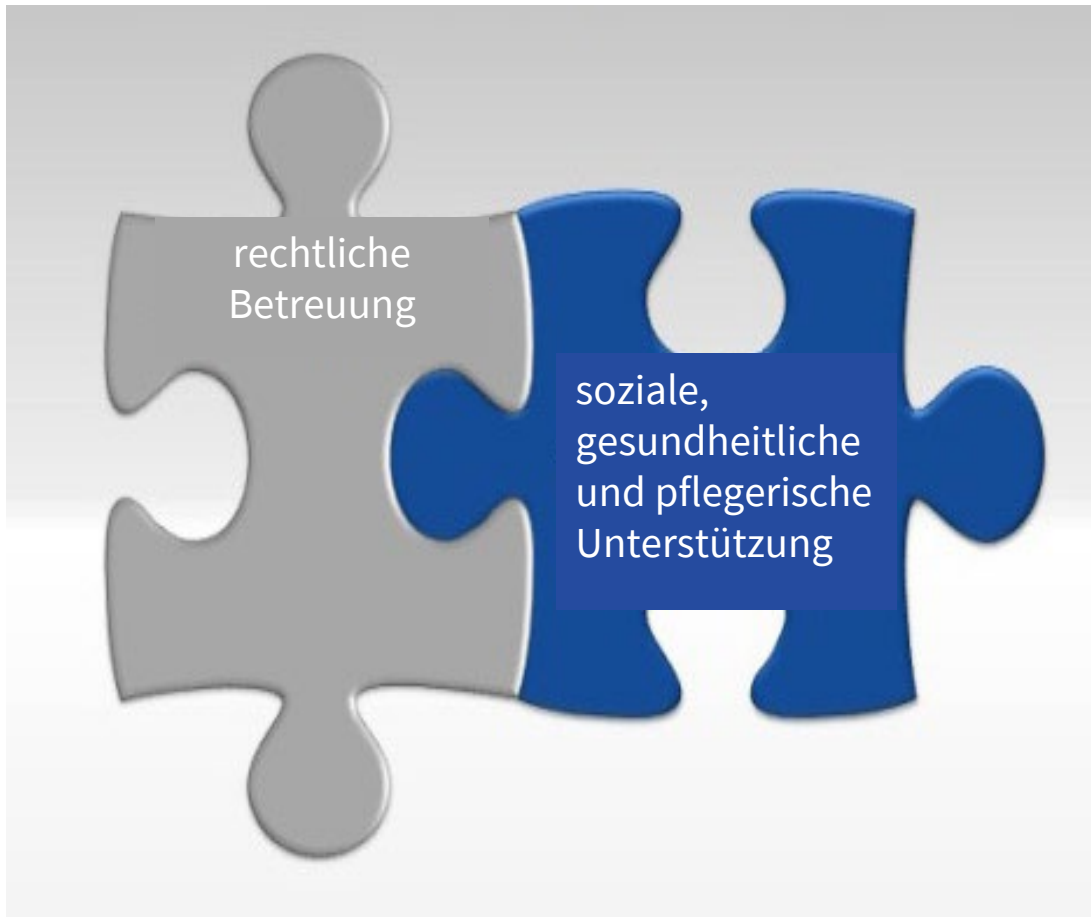 rechtliche
Betreuung
soziale,
gesundheitliche
und pflegerische
Unterstützung